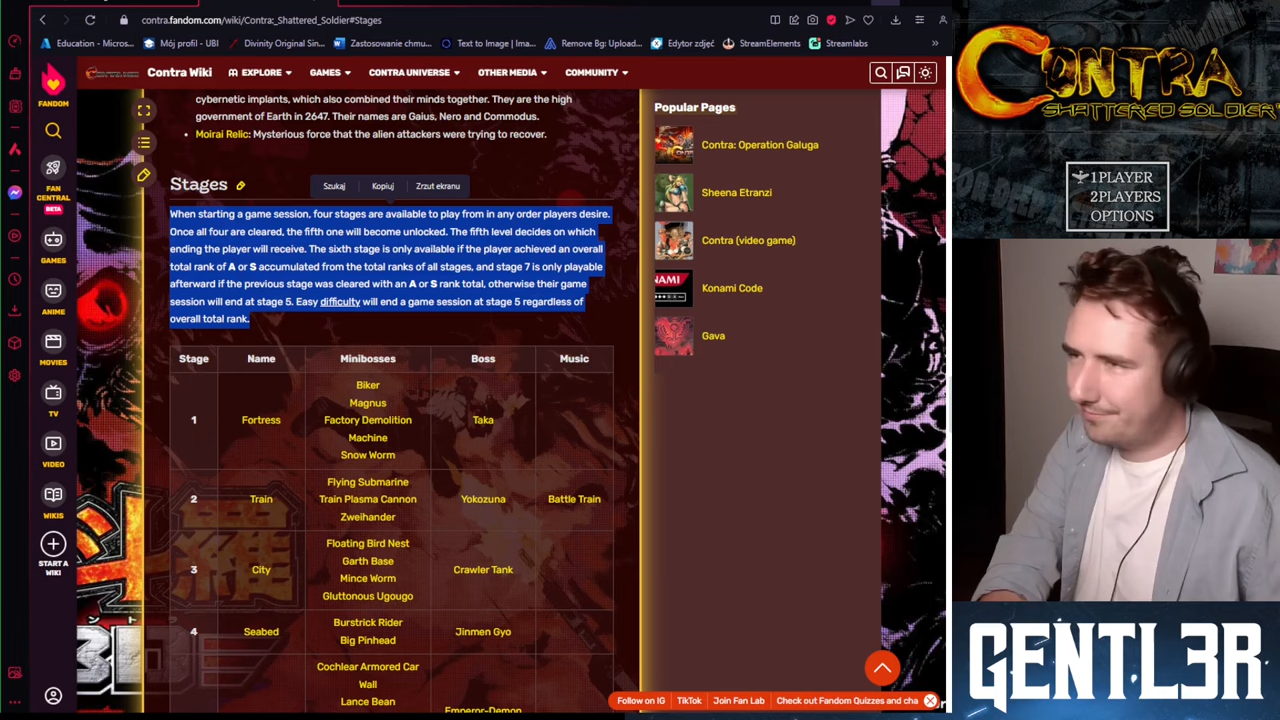 contra.fandom.com/wiki/Contra:_Shattered_Soldier#Stages
Education - Micros...
Mój profil - UBI
Divinity Original Sin...
Zastosowanie chmu...
Text to Image | Ima...
Remove Bg: Upload...
Edytor zdjęć
StreamElements
Streamlabs
»
FANDOM
FAN CENTRAL
BETA
GAMES
ANIME
MOVIES
TV
VIDEO
WIKIS
START A WIKI
Contra Wiki
EXPLORE
GAMES
CONTRA UNIVERSE
OTHER MEDIA
COMMUNITY
cybernetic implants, which also combined their minds together. They are the high
government of Earth in 2647. Their names are Gaius, Nero and Commodus.
• Moirai Relic: Mysterious force that the alien attackers were trying to recover.
Stages
Szukaj
Kopiuj
Zrzut ekranu
When starting a game session, four stages are available to play from in any order players desire.
Once all four are cleared, the fifth one will become unlocked. The fifth level decides on which
ending the player will receive. The sixth stage is only available if the player achieved an overall
total rank of A or S accumulated from the total ranks of all stages, and stage 7 is only playable
afterward if the previous stage was cleared with an A or S rank total, otherwise their game
session will end at stage 5. Easy difficulty will end a game session at stage 5 regardless of
overall total rank.
Stage Name Minibosses Boss Music
1 Fortress
Biker
Magnus
Factory Demolition
Machine
Snow Worm
Taka
2 Train
Flying Submarine
Train Plasma Cannon
Zweihander
Yokozuna
Battle Train
3 City
Floating Bird Nest
Garth Base
Mince Worm
Gluttonous Ugougo
Crawler Tank
4 Seabed
Burstrick Rider
Big Pinhead
Jinmen Gyo
Cochlear Armored Car
Wall
Lance Bean
Emperor-Demon
Popular Pages
Contra: Operation Galuga
Sheena Etranzi
Contra (video game)
NAMI
Konami Code
Gava
Follow on IG
TikTok
Join Fan Lab
Check out Fandom Quizzes and cha
CONTRA
SHATTERED SOLDIER
1PLAYER
2PLAYERS
OPTIONS
GENTL3R